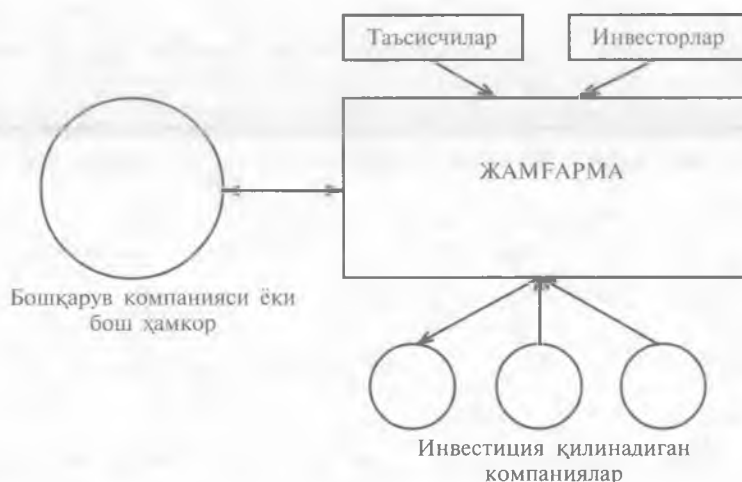 Таъсисчилар
Инвесторлар
ЖАМҒАРМА
Бошқарув компанияси ёки
бош ҳамкор
Инвестиция қилинадиган
компаниялар